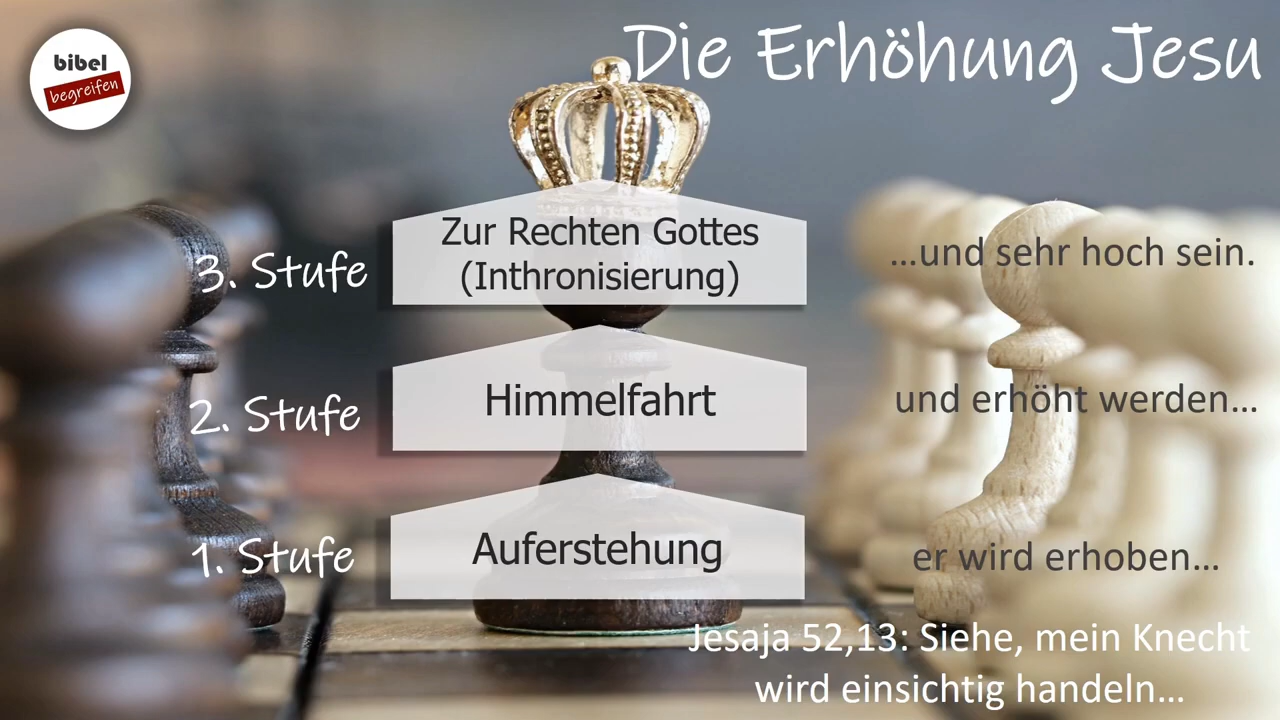 bibel
begreifen
Die Erhöhung Jesu
3. Stufe
Zur Rechten Gottes
(Inthronisierung)
...und sehr hoch sein.
2. Stufe
Himmelfahrt
und erhöht werden...
1. Stufe
Auferstehung
er wird erhoben...
Jesaja 52,13: Siehe, mein Knecht
wird einsichtig handeln...